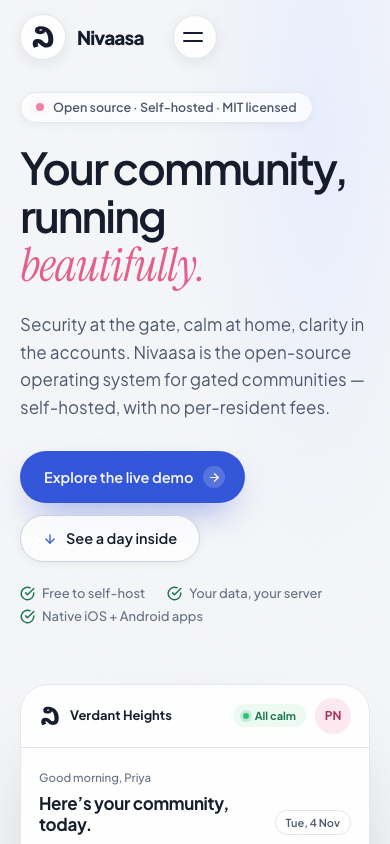 Nivaasa
Open source · Self-hosted · MIT licensed
Your community,
running
beautifully.
Security at the gate, calm at home, clarity in
the accounts. Nivaasa is the open-source
operating system for gated communities —
self-hosted, with no per-resident fees.
Explore the live demo
See a day inside
Free to self-host
Your data, your server
Native iOS + Android apps
Verdant Heights
All calm
PN
Good morning, Priya
Here’s your community,
today.
Tue, 4 Nov